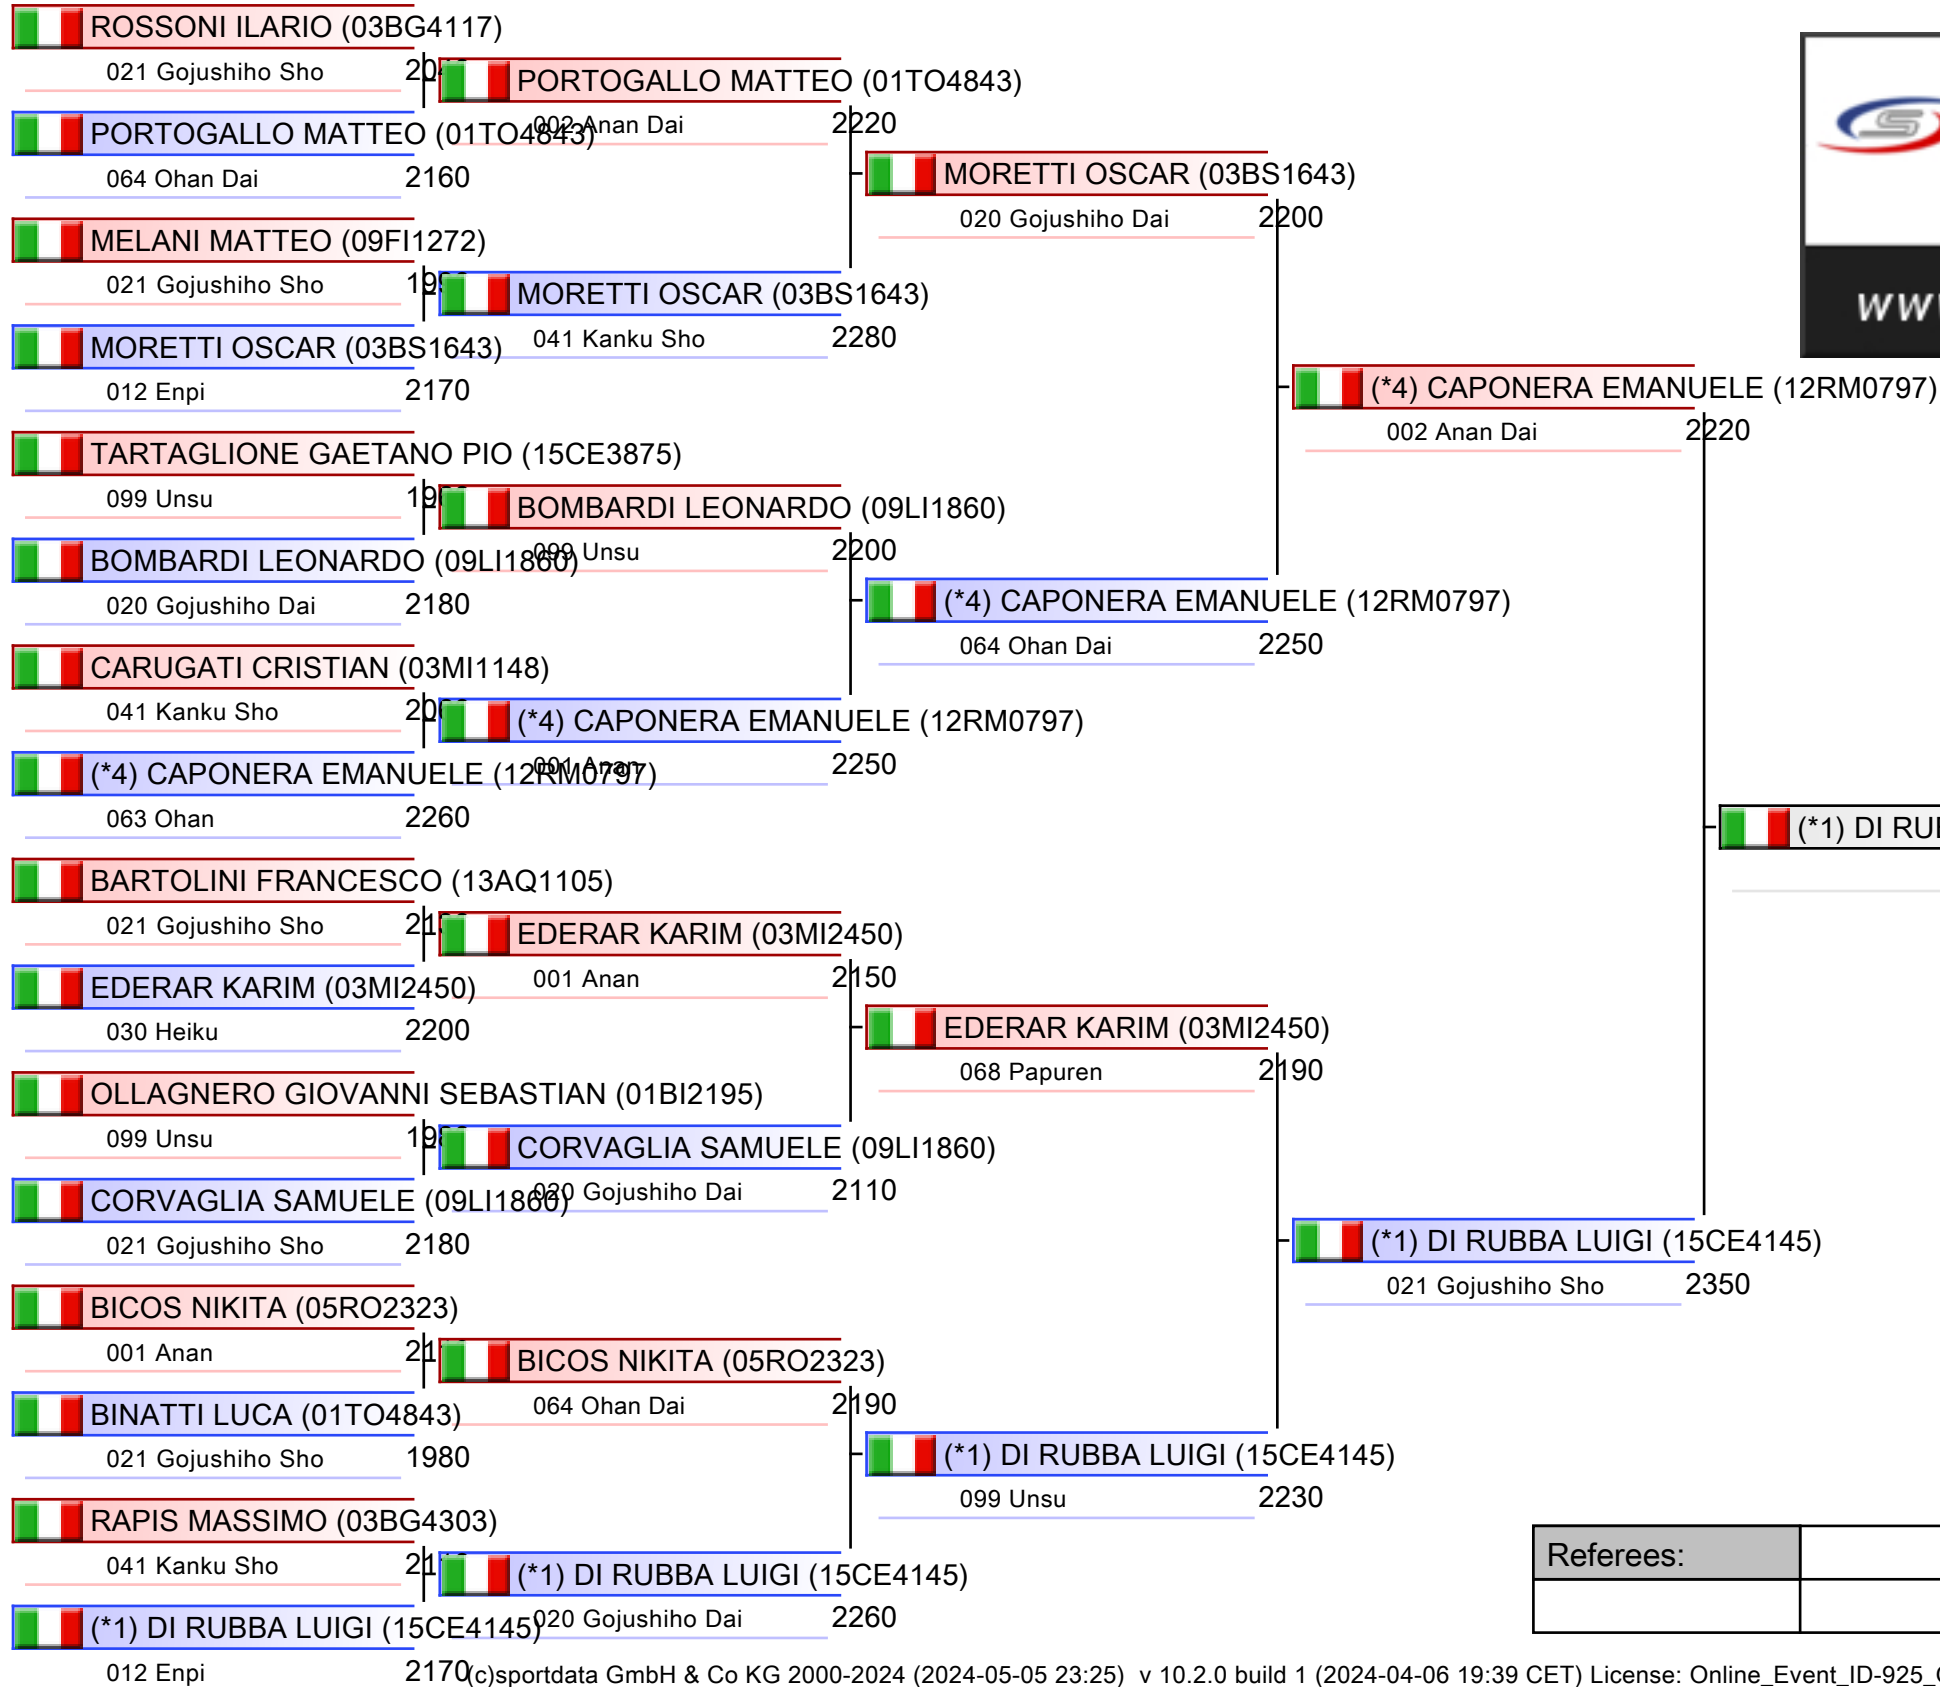 ROSSONI ILARIO (03BG4117)
021 Gojushiho Sho
PORTOGALLO MATTEO (01TO4843)
064 Ohan Dai 2160
MELANI MATTEO (09FI1272)
021 Gojushiho Sho
MORETTI OSCAR (03BS1643)
012 Enpi 2170
TARTAGLIONE GAETANO PIO (15CE3875)
099 Unsu
BOMBARDI LEONARDO (09LI1860)
020 Gojushiho Dai 2180
CARUGATI CRISTIAN (03MI1148)
041 Kanku Sho
(*4) CAPONERA EMANUELE (12RM0797)
063 Ohan 2260
BARTOLINI FRANCESCO (13AQ1105)
021 Gojushiho Sho
EDERAR KARIM (03MI2450)
030 Heiku 2200
OLLAGNERO GIOVANNI SEBASTIAN (01BI2195)
099 Unsu
CORVAGLIA SAMUELE (09LI1860)
021 Gojushiho Sho 2180
BICOS NIKITA (05RO2323)
001 Anan
BINATTI LUCA (01TO4843)
021 Gojushiho Sho 1980
RAPIS MASSIMO (03BG4303)
041 Kanku Sho
(*1) DI RUBBA LUIGI (15CE4145)
012 Enpi 2170
PORTOGALLO MATTEO (01TO4843)
002 Anan Dai 2220
MORETTI OSCAR (03BS1643)
041 Kanku Sho 2280
BOMBARDI LEONARDO (09LI1860)
099 Unsu 2200
(*4) CAPONERA EMANUELE (12RM0797)
001 Anan 2250
EDERAR KARIM (03MI2450)
001 Anan 2150
CORVAGLIA SAMUELE (09LI1860)
020 Gojushiho Dai 2110
BICOS NIKITA (05RO2323)
064 Ohan Dai 2190
(*1) DI RUBBA LUIGI (15CE4145)
020 Gojushiho Dai 2260
MORETTI OSCAR (03BS1643)
020 Gojushiho Dai 2200
(*4) CAPONERA EMANUELE (12RM0797)
064 Ohan Dai 2250
EDERAR KARIM (03MI2450)
068 Papuren 2190
(*1) DI RUBBA LUIGI (15CE4145)
099 Unsu 2230
(*4) CAPONERA EMANUELE (12RM0797)
002 Anan Dai 2220
(*1) DI RUBBA LUIGI (15CE4145)
021 Gojushiho Sho 2350
(*1) DI
Referees:
(c)sportdata GmbH & Co KG 2000-2024 (2024-05-05 23:25) v 10.2.0 build 1 (2024-04-06 19:39 CET) License: Online_Event_ID-925_